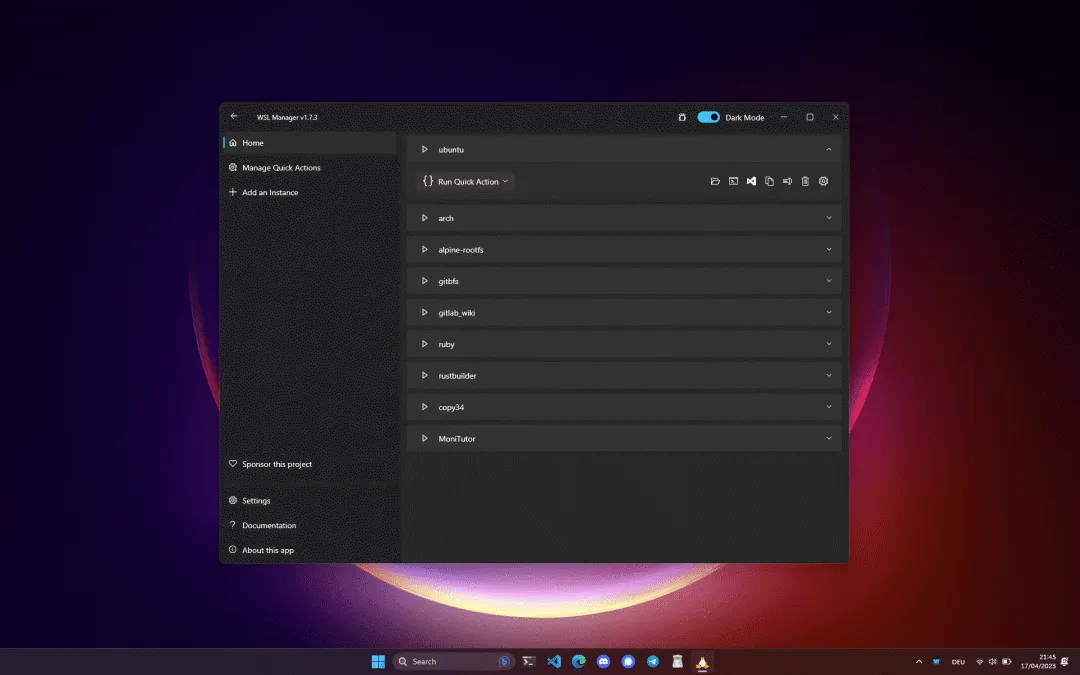 WSL Manager v1.7.3
Dark Mode
Home
Manage Quick Actions
Add an Instance
ubuntu
Run Quick Action
arch
alpine-rootfs
gitbfs
gitlab_wiki
ruby
rustbuilder
copy34
MoniTutor
Sponsor this project
Settings
Documentation
About this app
Search
DEU
21:45
17/04/2023